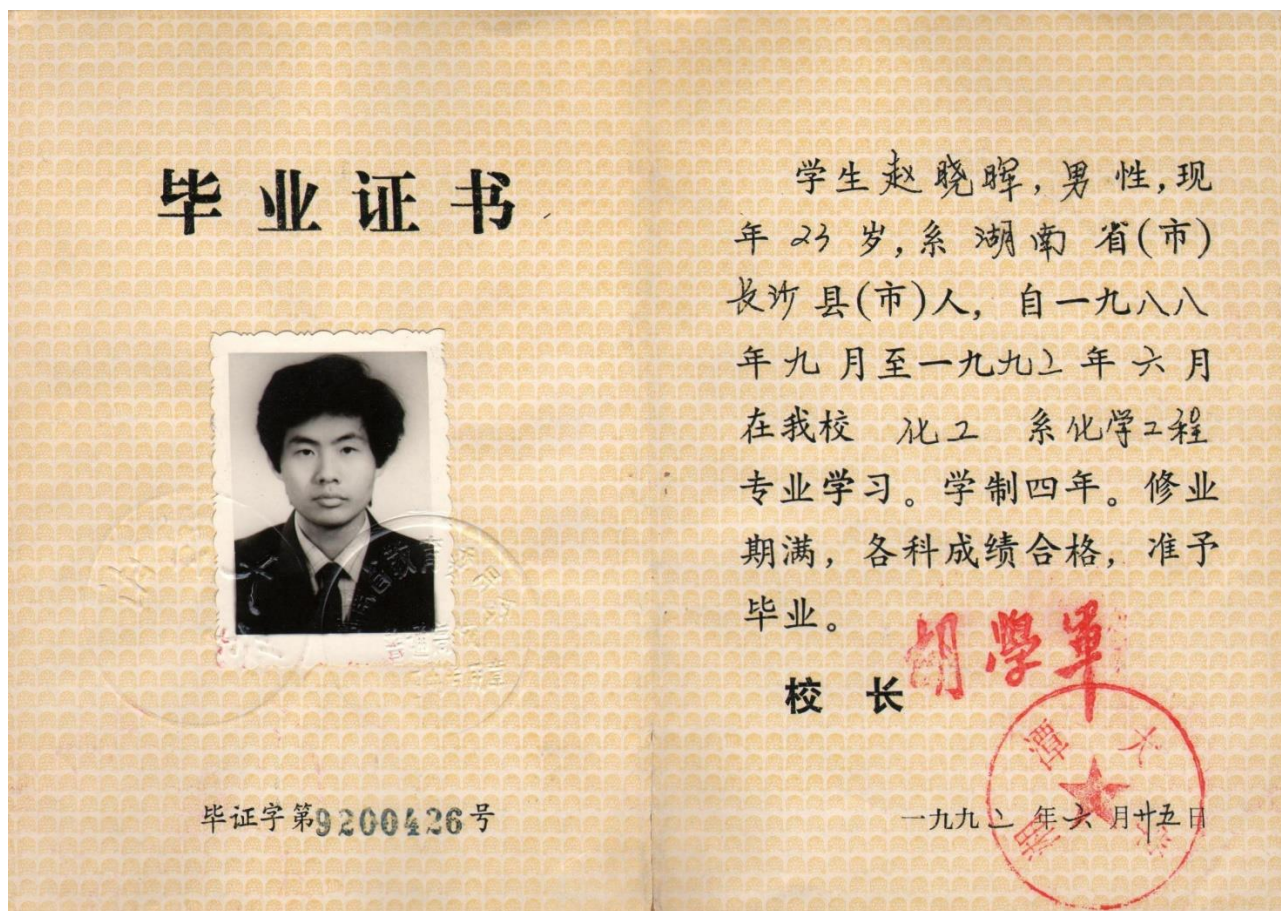 毕业证书
毕证字第9200426号
学生赵晓晖,男性,现
年23岁,系湖南省(市)
长沙县(市)人,自一九八八
年九月至一九九二年六月
在我校 化工 系化学工程
专业学习。学制四年。修业
期满,各科成绩合格,准予
毕业。
校长
湘潭大学
一九九二年六月廿五日